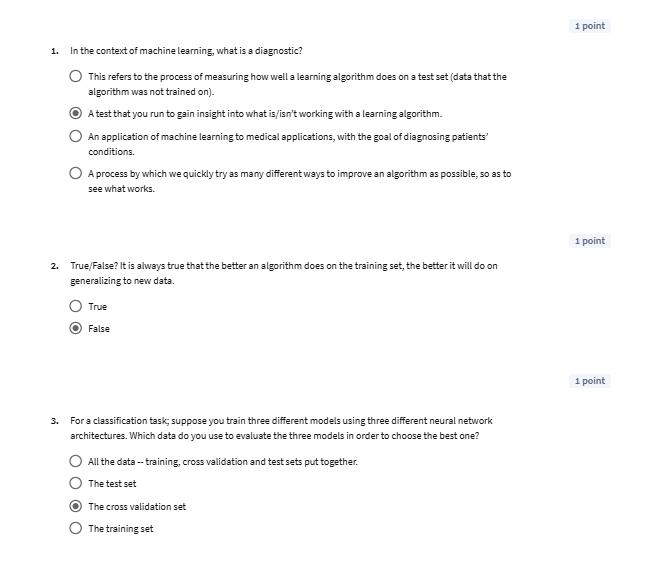 1 point
1. In the context of machine learning, what is a diagnostic?
This refers to the process of measuring how well a learning algorithm does on a test set (data that the
algorithm was not trained on).
A test that you run to gain insight into what is/isn't working with a learning algorithm.
An application of machine learning to medical applications, with the goal of diagnosing patients'
conditions.
A process by which we quickly try as many different ways to improve an algorithm as possible, so as to
see what works.
1 point
2. True/False? It is always true that the better an algorithm does on the training set, the better it will do on
generalizing to new data.
True
False
1 point
3. For a classification task; suppose you train three different models using three different neural network
architectures. Which data do you use to evaluate the three models in order to choose the best one?
All the data -- training, cross validation and test sets put together.
The test set
The cross validation set
The training set